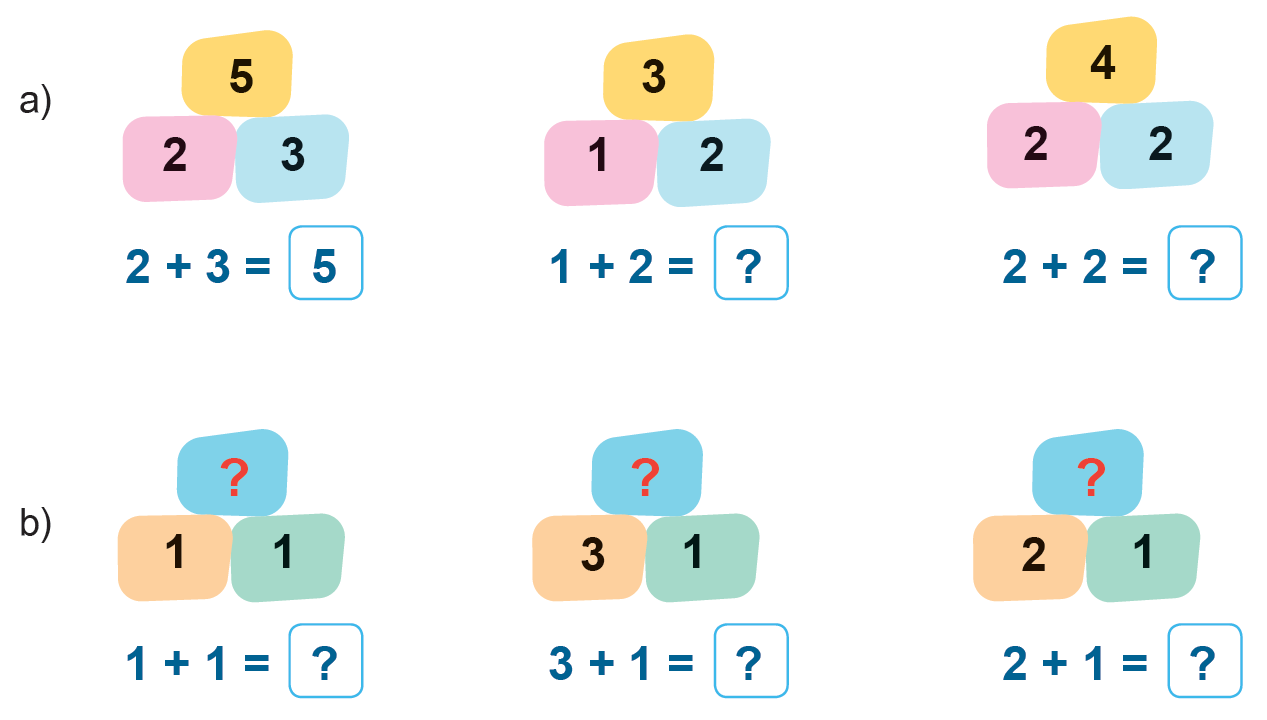 a)
5 3 4
2 3 1 2 2 2
2 + 3 = 5 1 + 2 = ? 2 + 2 = ?
b)
? ? ?
1 1 3 1 2 1
1 + 1 = ? 3 + 1 = ? 2 + 1 = ?